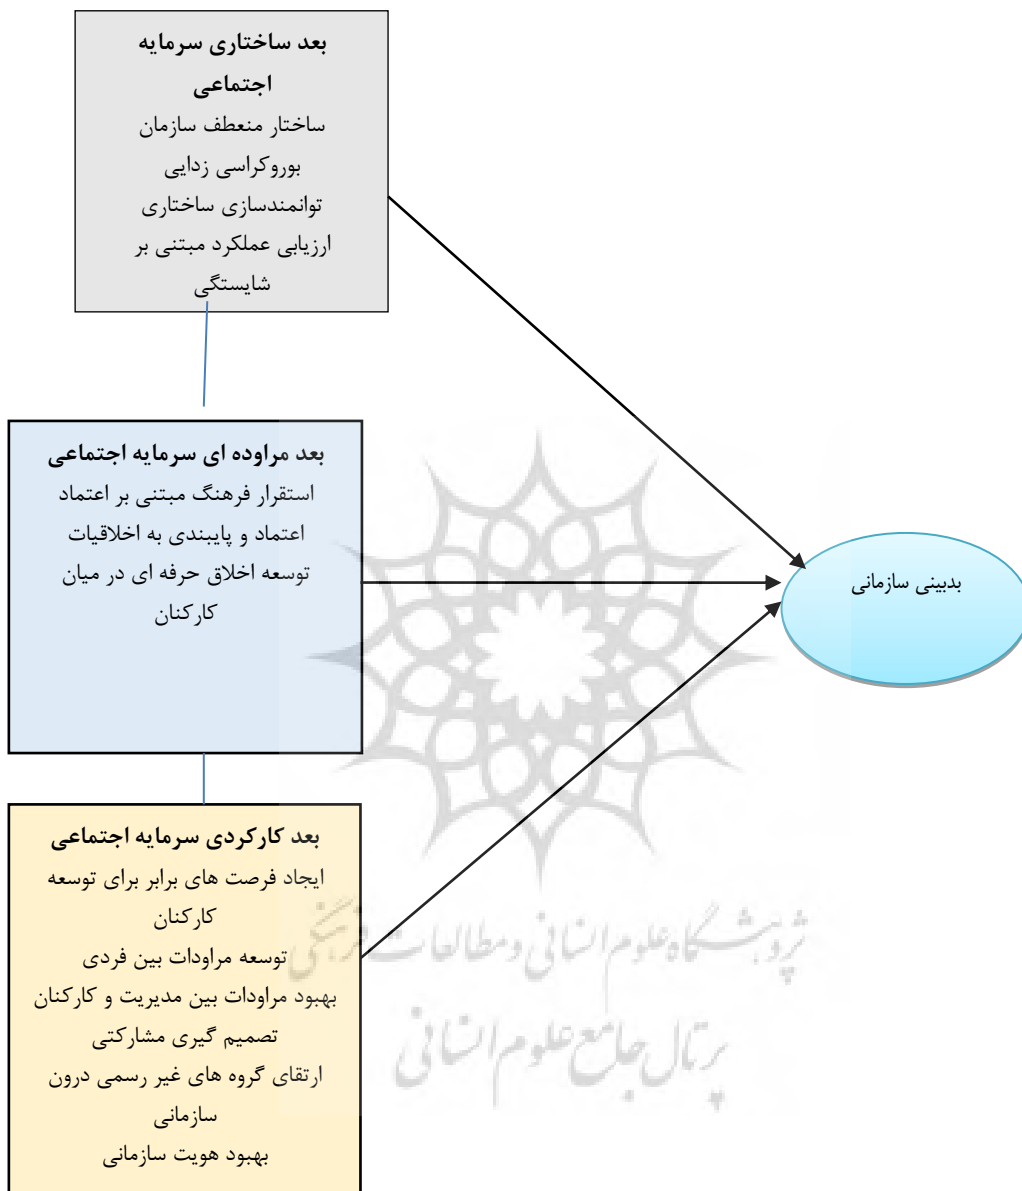 بعد ساختاری سرمایه
اجتماعی
ساختار منعطف سازمان
بوروکراسی زدایی
توانمندسازی ساختاری
ارزیابی عملکرد مبتنی بر
شایستگی
بعد مراوده ای سرمایه اجتماعی
استقرار فرهنگ مبتنی بر اعتماد
اعتماد و پایبندی به اخلاقیات
توسعه اخلاق حرفه ای در میان
کارکنان
بدبینی سازمانی
بعد کارکردی سرمایه اجتماعی
ایجاد فرصت های برابر برای توسعه
کارکنان
توسعه مراودات بین فردی
بهبود مراودات بین مدیریت و کارکنان
تصمیم گیری مشارکتی
ارتقای گروه های غیر رسمی درون
سازمانی
بهبود هویت سازمانی
پژوهشگاه علوم انسانی و مطالعات فرهنگی
پرتال جامع علوم انسانی